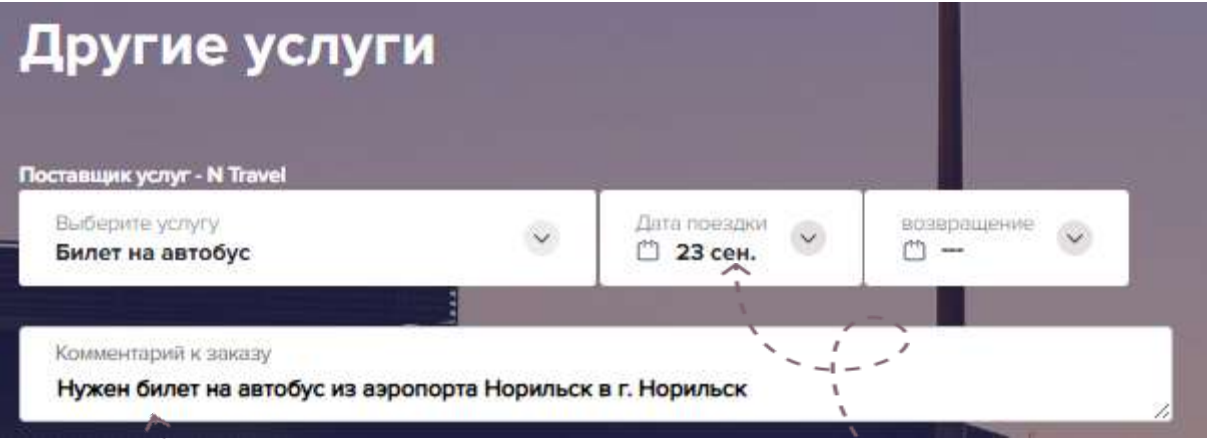 Другие услуги
Поставщик услуг - N Travel
Выберите услугу
Билет на автобус
Дата поездки
23 сен.
возвращение
---
Комментарий к заказу
Нужен билет на автобус из аэропорта Норильск в г. Норильск